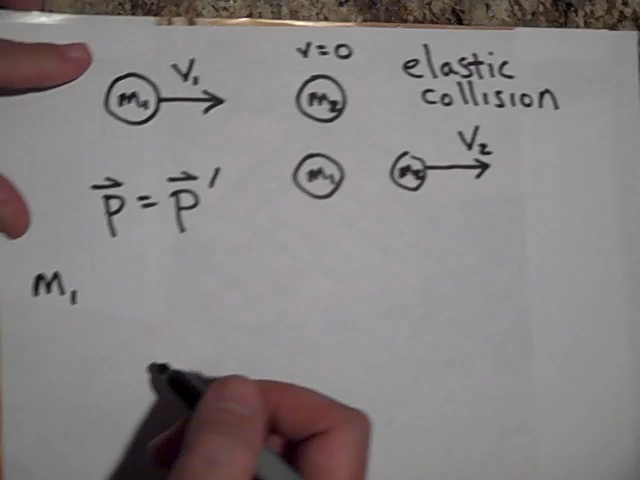 v=0
elastic
collision
m₁ V₁ m₂
V₂
m₁ m₂
p⃗ = p⃗ ′
m₁